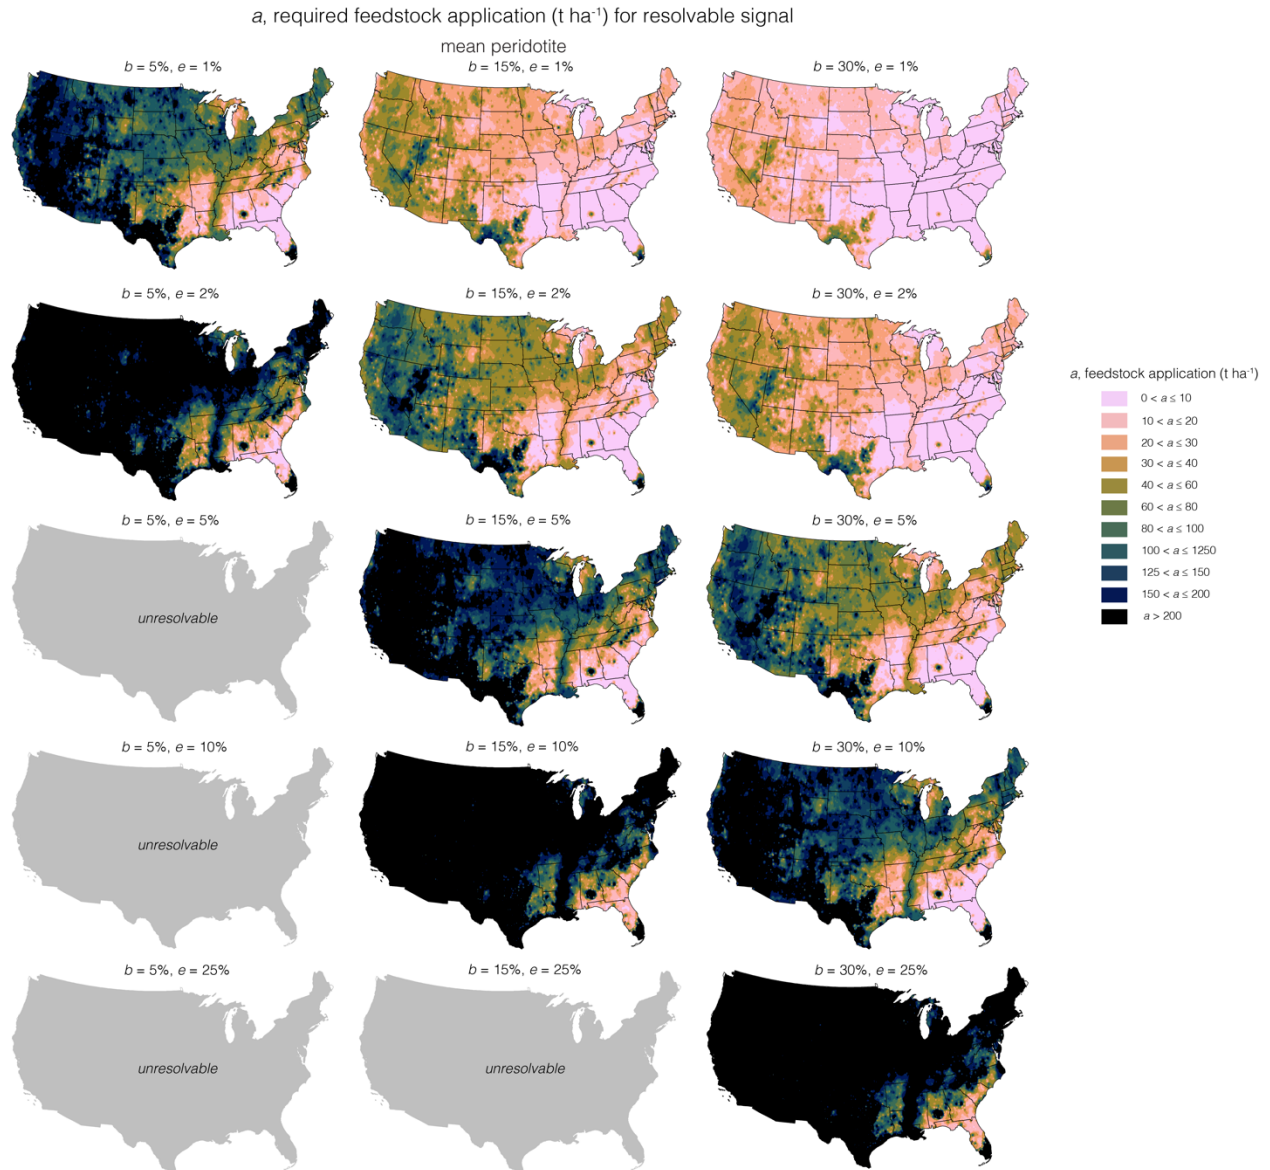 a, required feedstock application (t ha⁻¹) for resolvable signal
mean peridotite
b = 5%, e = 1%
b = 15%, e = 1%
b = 30%, e = 1%
b = 5%, e = 2%
b = 15%, e = 2%
b = 30%, e = 2%
a, feedstock application (t ha⁻¹)
0 < a ≤ 10
10 < a ≤ 20
20 < a ≤ 30
30 < a ≤ 40
40 < a ≤ 60
60 < a ≤ 80
80 < a ≤ 100
100 < a ≤ 1250
125 < a ≤ 150
150 < a ≤ 200
a > 200
b = 5%, e = 5%
b = 15%, e = 5%
b = 30%, e = 5%
unresolvable
b = 5%, e = 10%
b = 15%, e = 10%
b = 30%, e = 10%
unresolvable
b = 5%, e = 25%
b = 15%, e = 25%
b = 30%, e = 25%
unresolvable
unresolvable